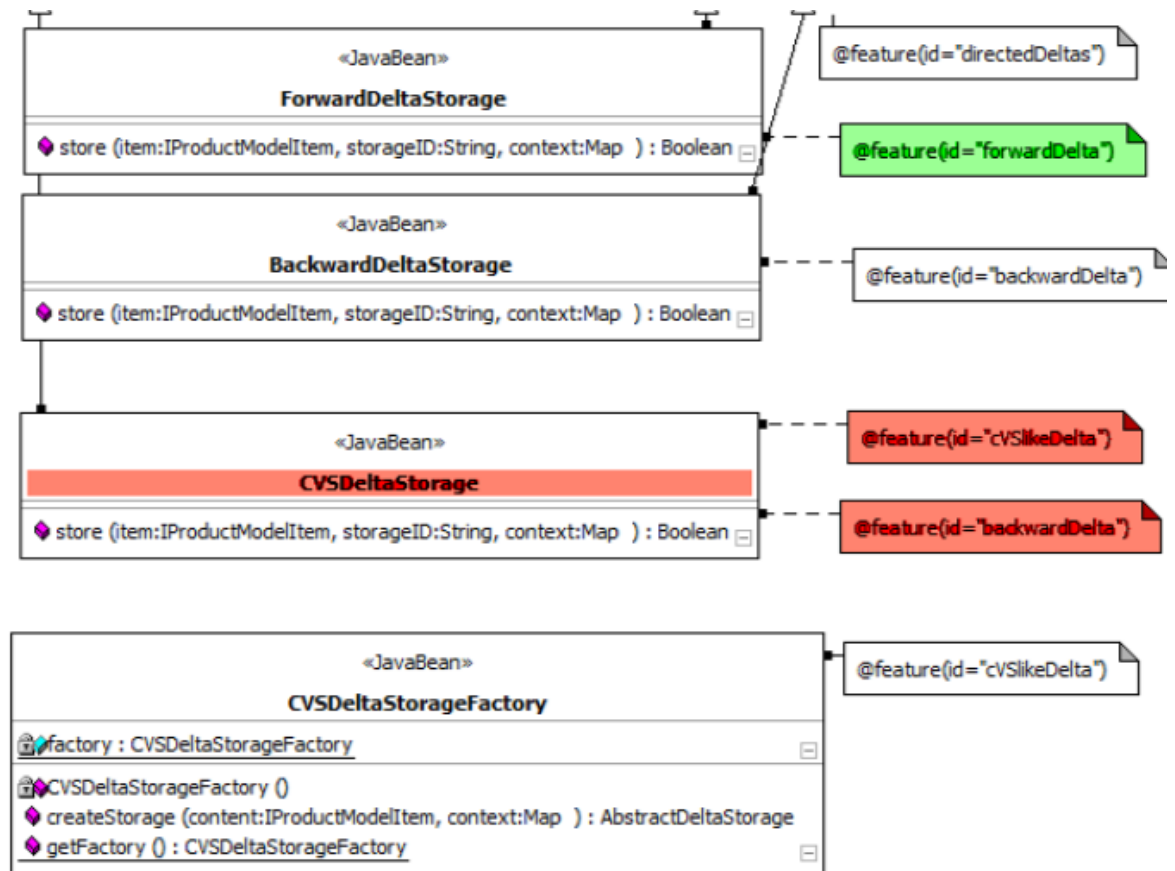 «JavaBean»
ForwardDeltaStorage
store (item:IProductModelItem, storageID:String, context:Map  ) : Boolean
@feature(id="directedDeltas")
@feature(id="forwardDelta")
«JavaBean»
BackwardDeltaStorage
store (item:IProductModelItem, storageID:String, context:Map  ) : Boolean
@feature(id="backwardDelta")
«JavaBean»
CVSDeltaStorage
store (item:IProductModelItem, storageID:String, context:Map  ) : Boolean
@feature(id="cVSlikeDelta")
@feature(id="backwardDelta")
«JavaBean»
CVSDeltaStorageFactory
factory : CVSDeltaStorageFactory
CVSDeltaStorageFactory ()
createStorage (content:IProductModelItem, context:Map  ) : AbstractDeltaStorage
getFactory () : CVSDeltaStorageFactory
@feature(id="cVSlikeDelta")